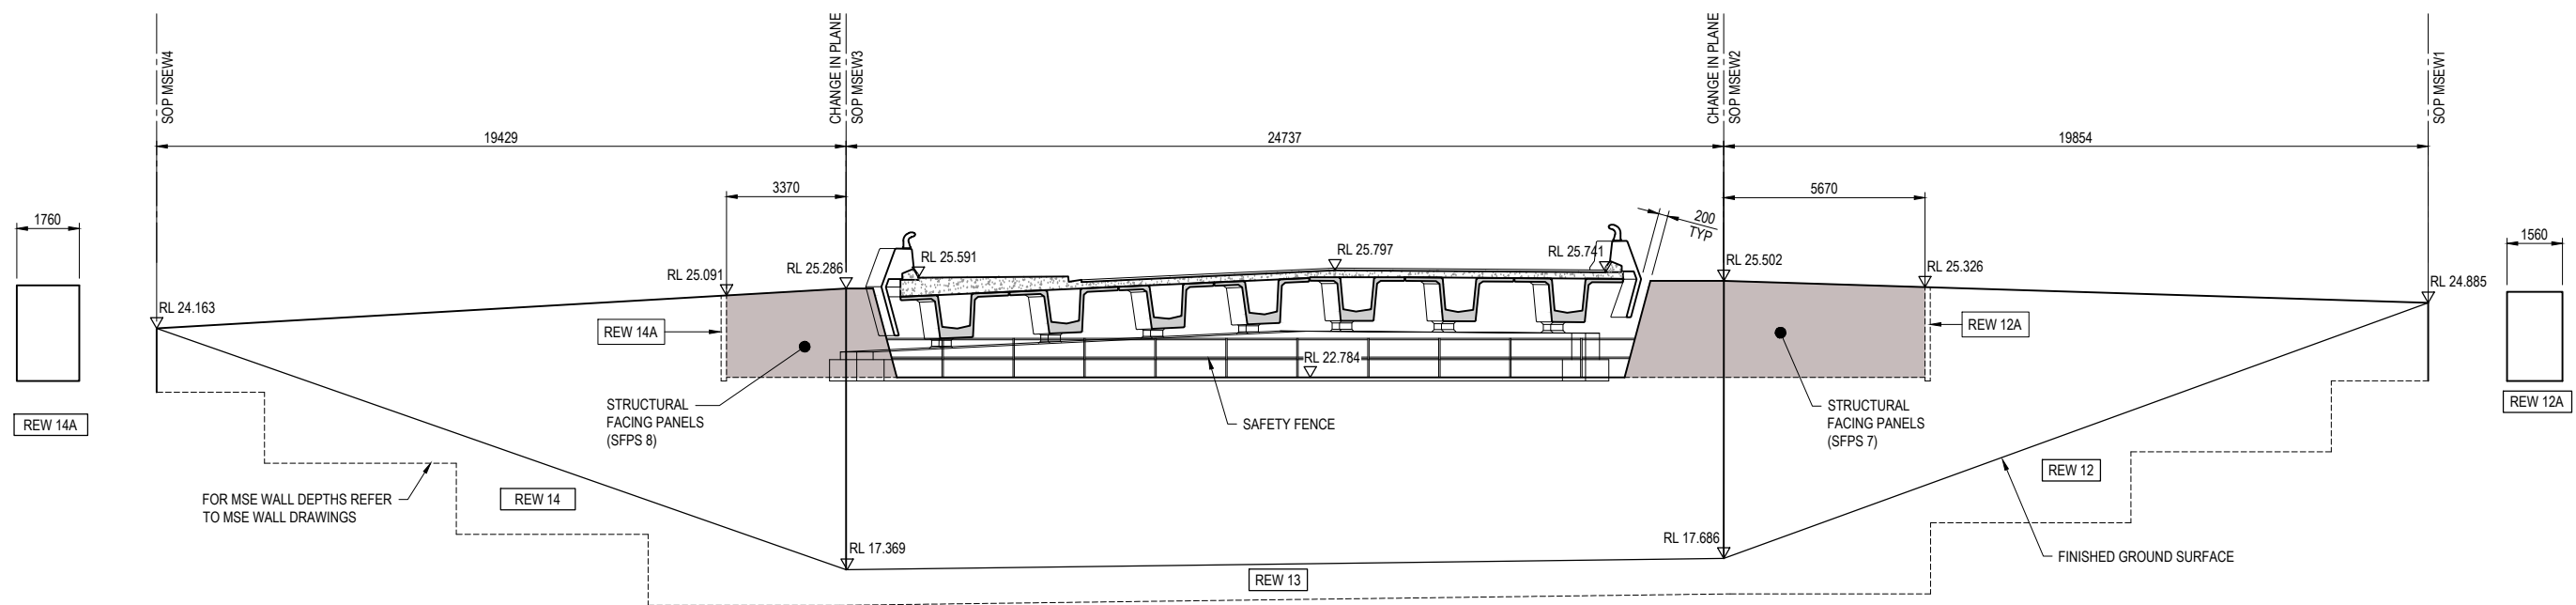 SOP MSEW4
CHANGE IN PLANE
SOP MSEW3
CHANGE IN PLANE
SOP MSEW2
SOP MSEW1
19429
24737
19854
3370
5670
1760
200
TYP
1560
RL 25.591
RL 25.797
RL 25.741
RL 25.091
RL 25.286
RL 25.502
RL 25.326
RL 24.163
RL 24.885
REW 14A
REW 12A
RL 22.784
STRUCTURAL
FACING PANELS
(SFPS 8)
SAFETY FENCE
STRUCTURAL
FACING PANELS
(SFPS 7)
REW 14A
REW 12A
FOR MSE WALL DEPTHS REFER
TO MSE WALL DRAWINGS
REW 14
REW 12
RL 17.369
RL 17.686
FINISHED GROUND SURFACE
REW 13